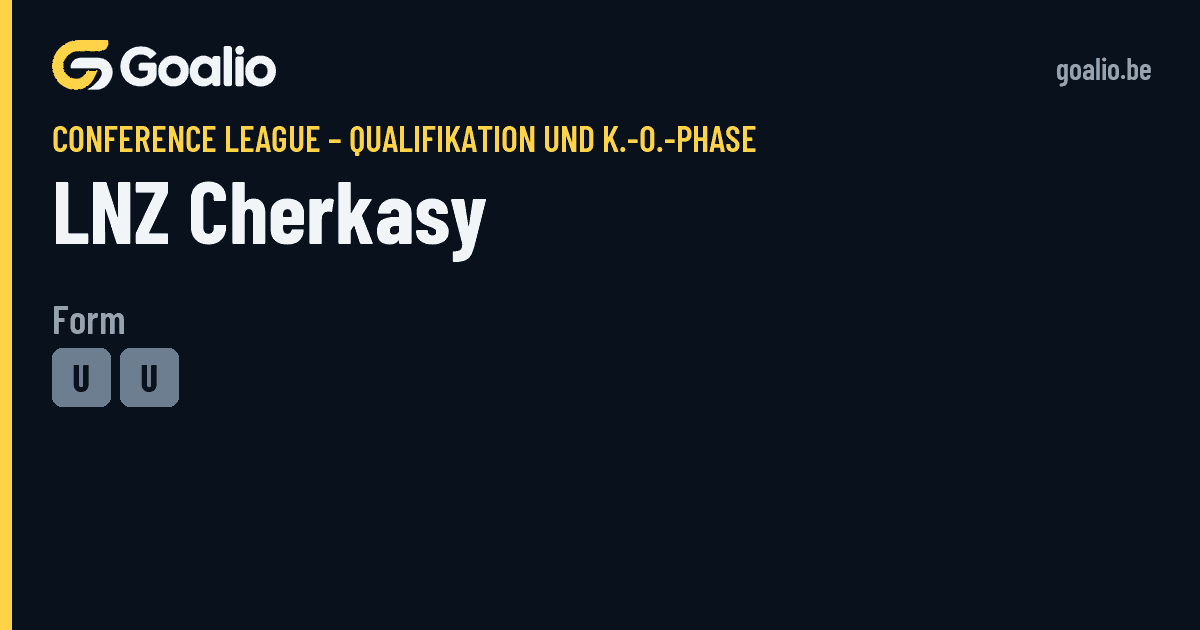 Goalio
goalio.be
CONFERENCE LEAGUE – QUALIFIKATION UND K.-O.-PHASE
LNZ Cherkasy
Form
U U